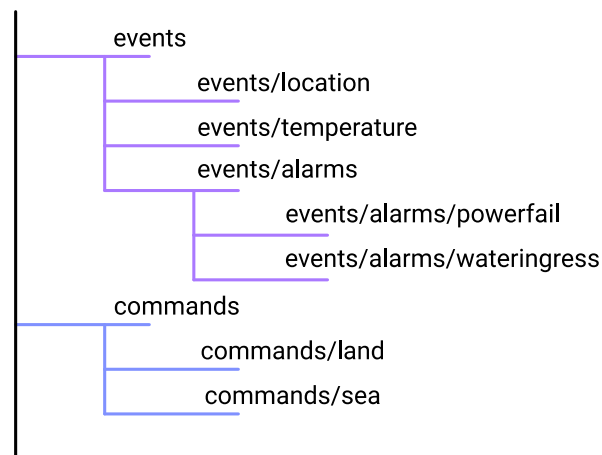 events
events/location
events/temperature
events/alarms
events/alarms/powerfail
events/alarms/wateringress
commands
commands/land
commands/sea